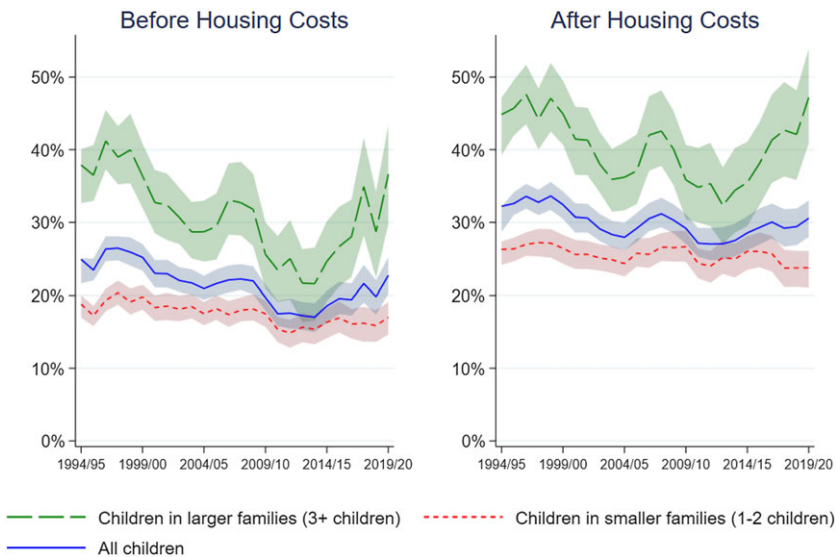 Before Housing Costs
50%
40%
30%
20%
10%
0%
1994/95 1999/00 2004/05 2009/10 2014/15 2019/20
After Housing Costs
50%
40%
30%
20%
10%
0%
1994/95 1999/00 2004/05 2009/10 2014/15 2019/20
Children in larger families (3+ children)
Children in smaller families (1-2 children)
All children